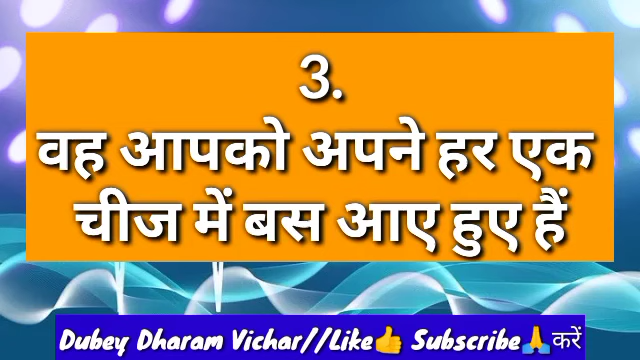 3.
वह आपको अपने हर एक
चीज में बस आए हुए हैं
Dubey Dharam Vichar//Like👍 Subscribe🙏करें